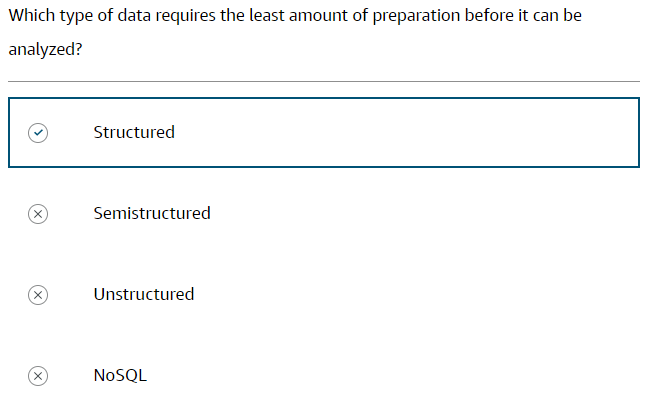 Which type of data requires the least amount of preparation before it can be
analyzed?
Structured
Semistructured
Unstructured
NoSQL